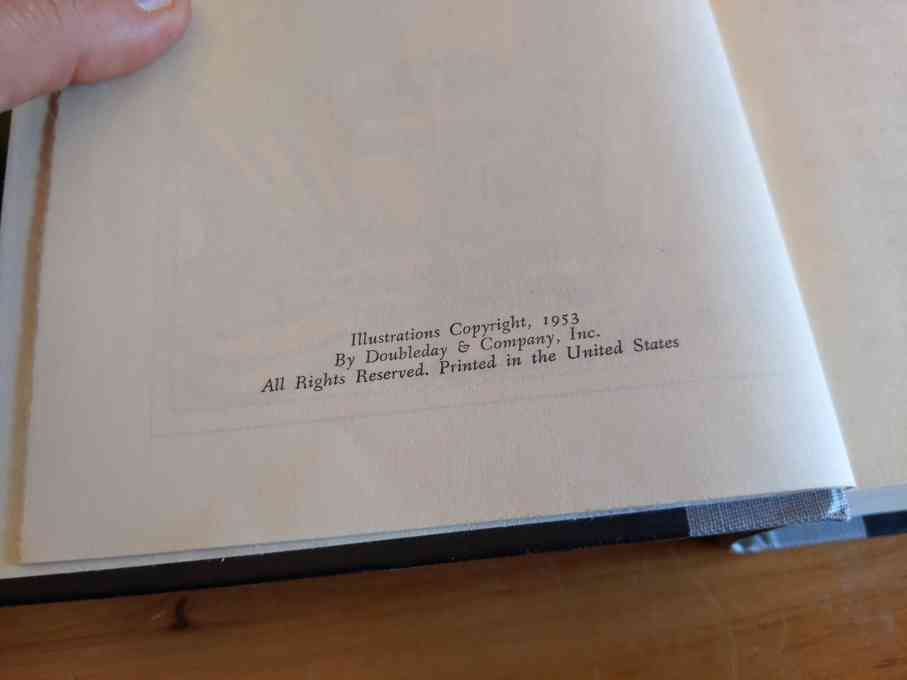 Illustrations Copyright, 1953
By Doubleday & Company, Inc.
All Rights Reserved. Printed in the United States